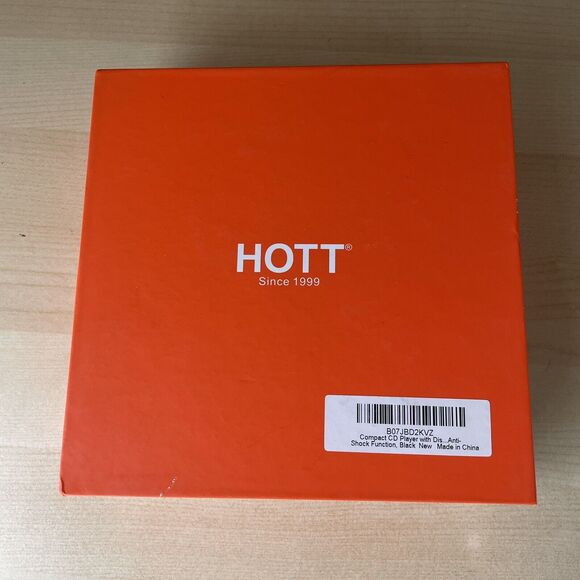 HOTT®
Since 1999
B07JBD2KVZ
Compact CD Player with Dis...Anti-
Shock Function, Black New Made in China